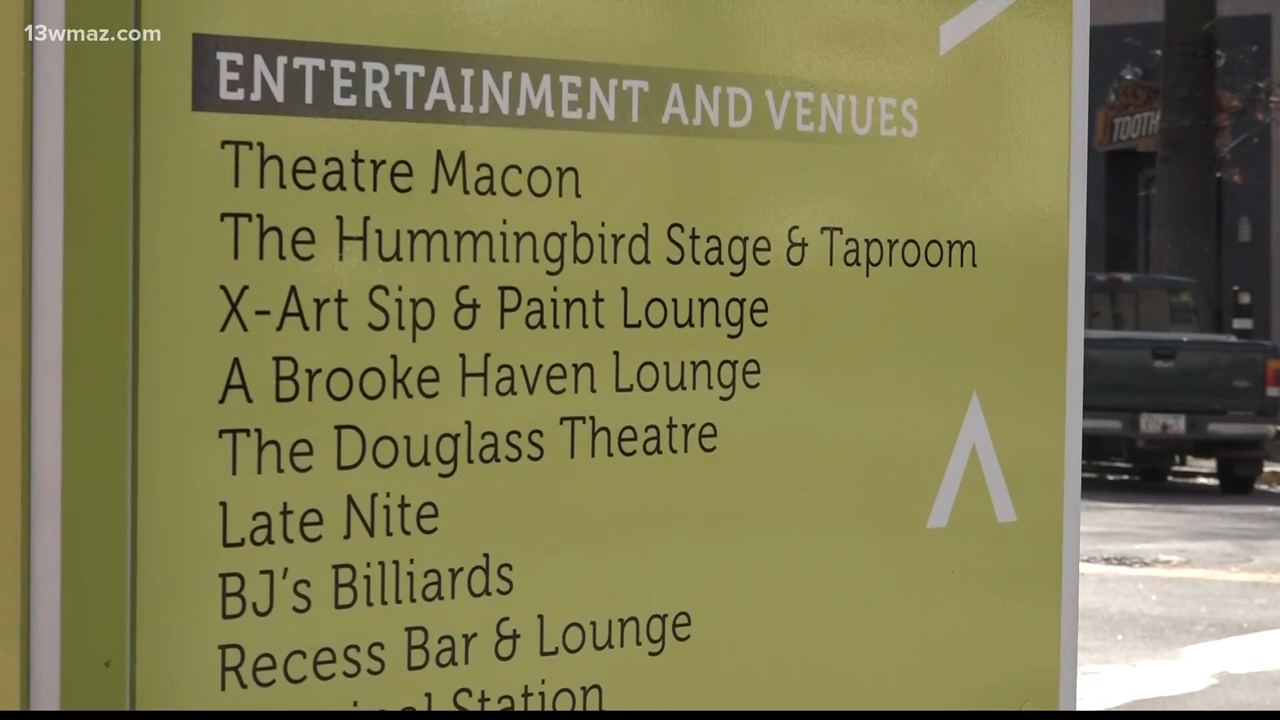 13wmaz.com
ENTERTAINMENT AND VENUES
Theatre Macon
The Hummingbird Stage & Taproom
X-Art Sip & Paint Lounge
A Brooke Haven Lounge
The Douglass Theatre
Late Nite
BJ's Billiards
Recess Bar & Lounge
Station
TOOTH